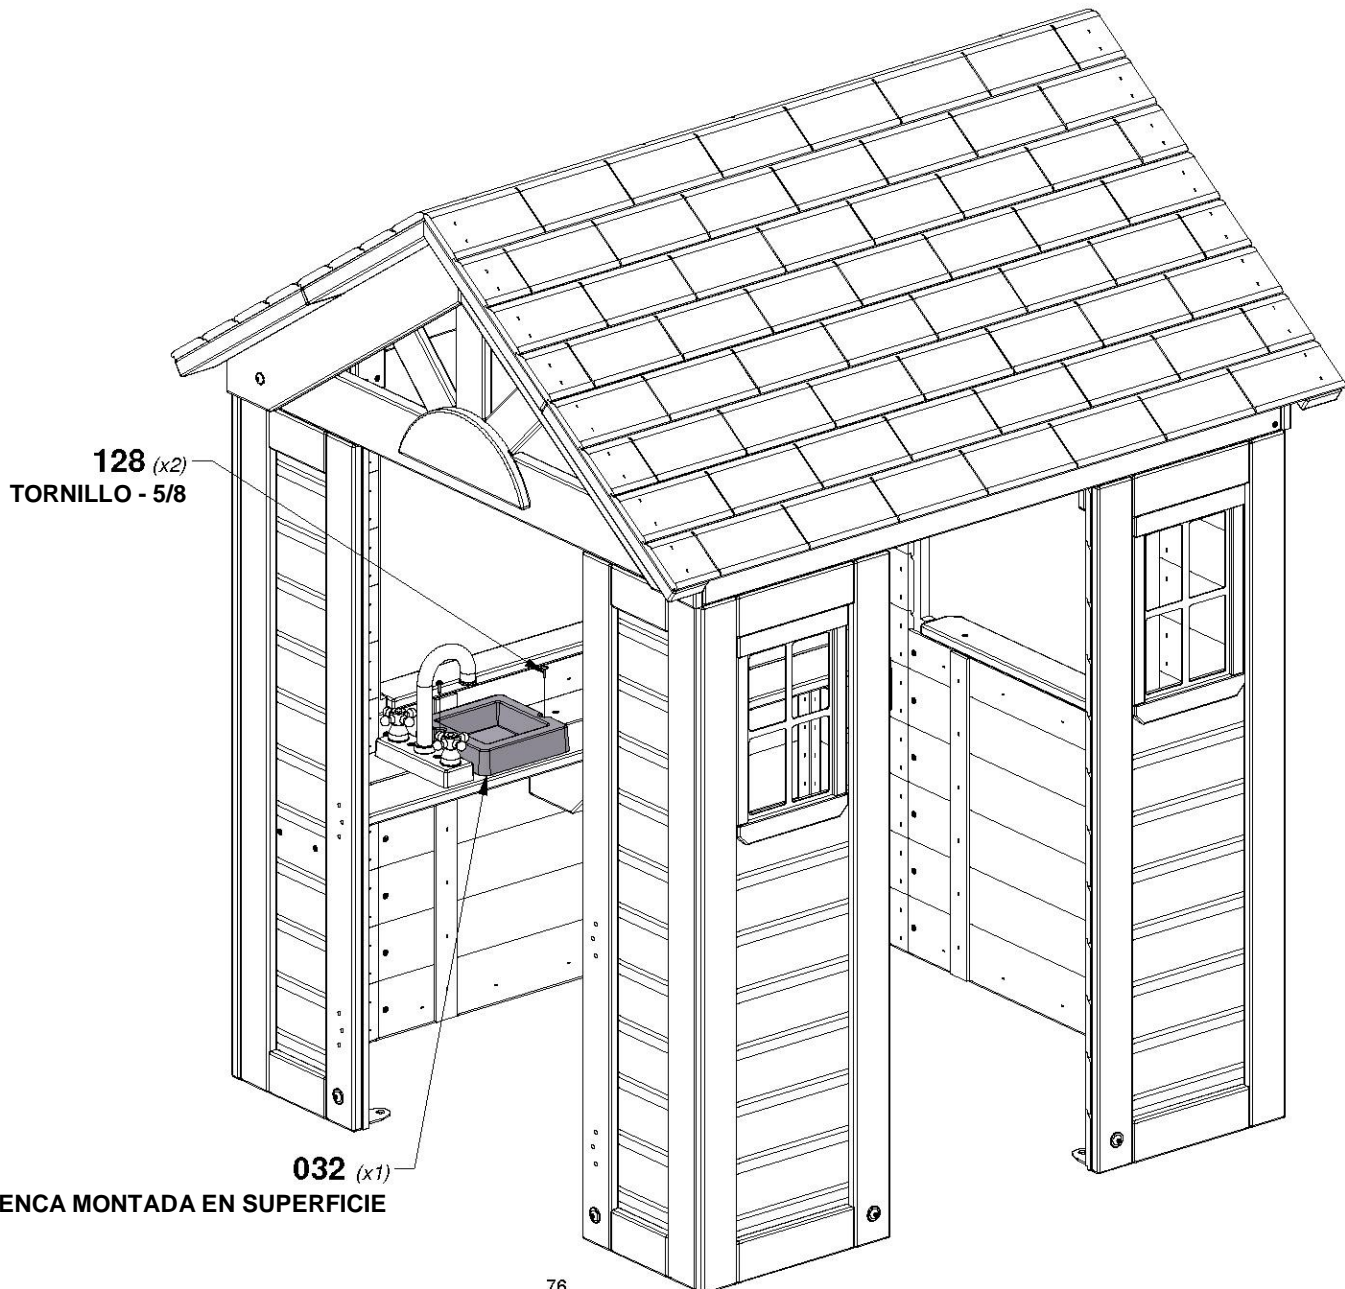 128 (x2)
TORNILLO - 5/8
032 (x1)
ENCA MONTADA EN SUPERFICIE
76